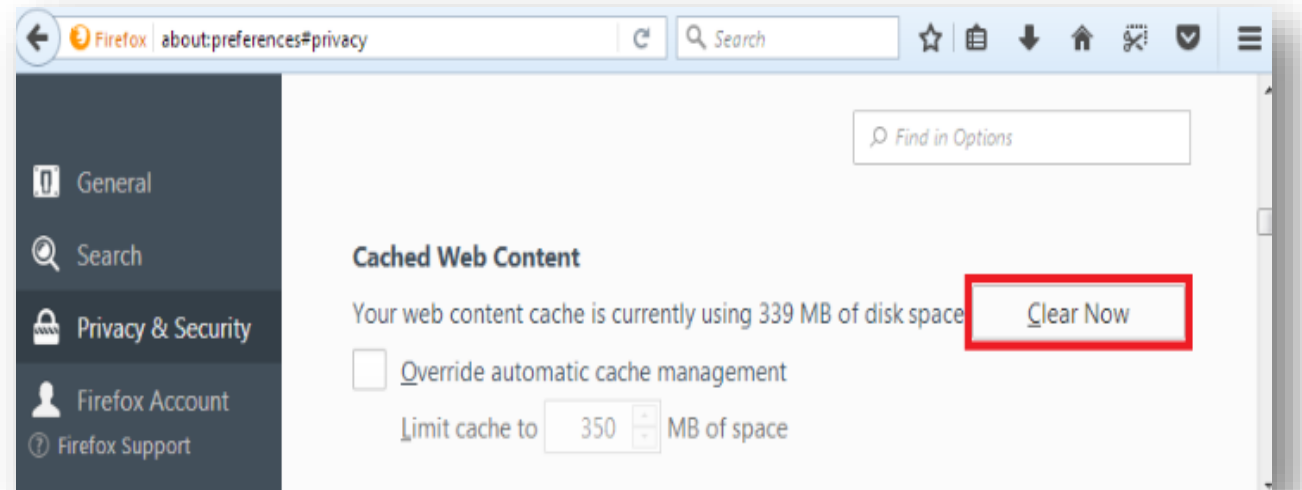 Firefox about:preferences#privacy Search
Find in Options
General
Search
Privacy & Security
Firefox Account
Firefox Support
Cached Web Content
Your web content cache is currently using 339 MB of disk space Clear Now
Override automatic cache management
Limit cache to 350 MB of space